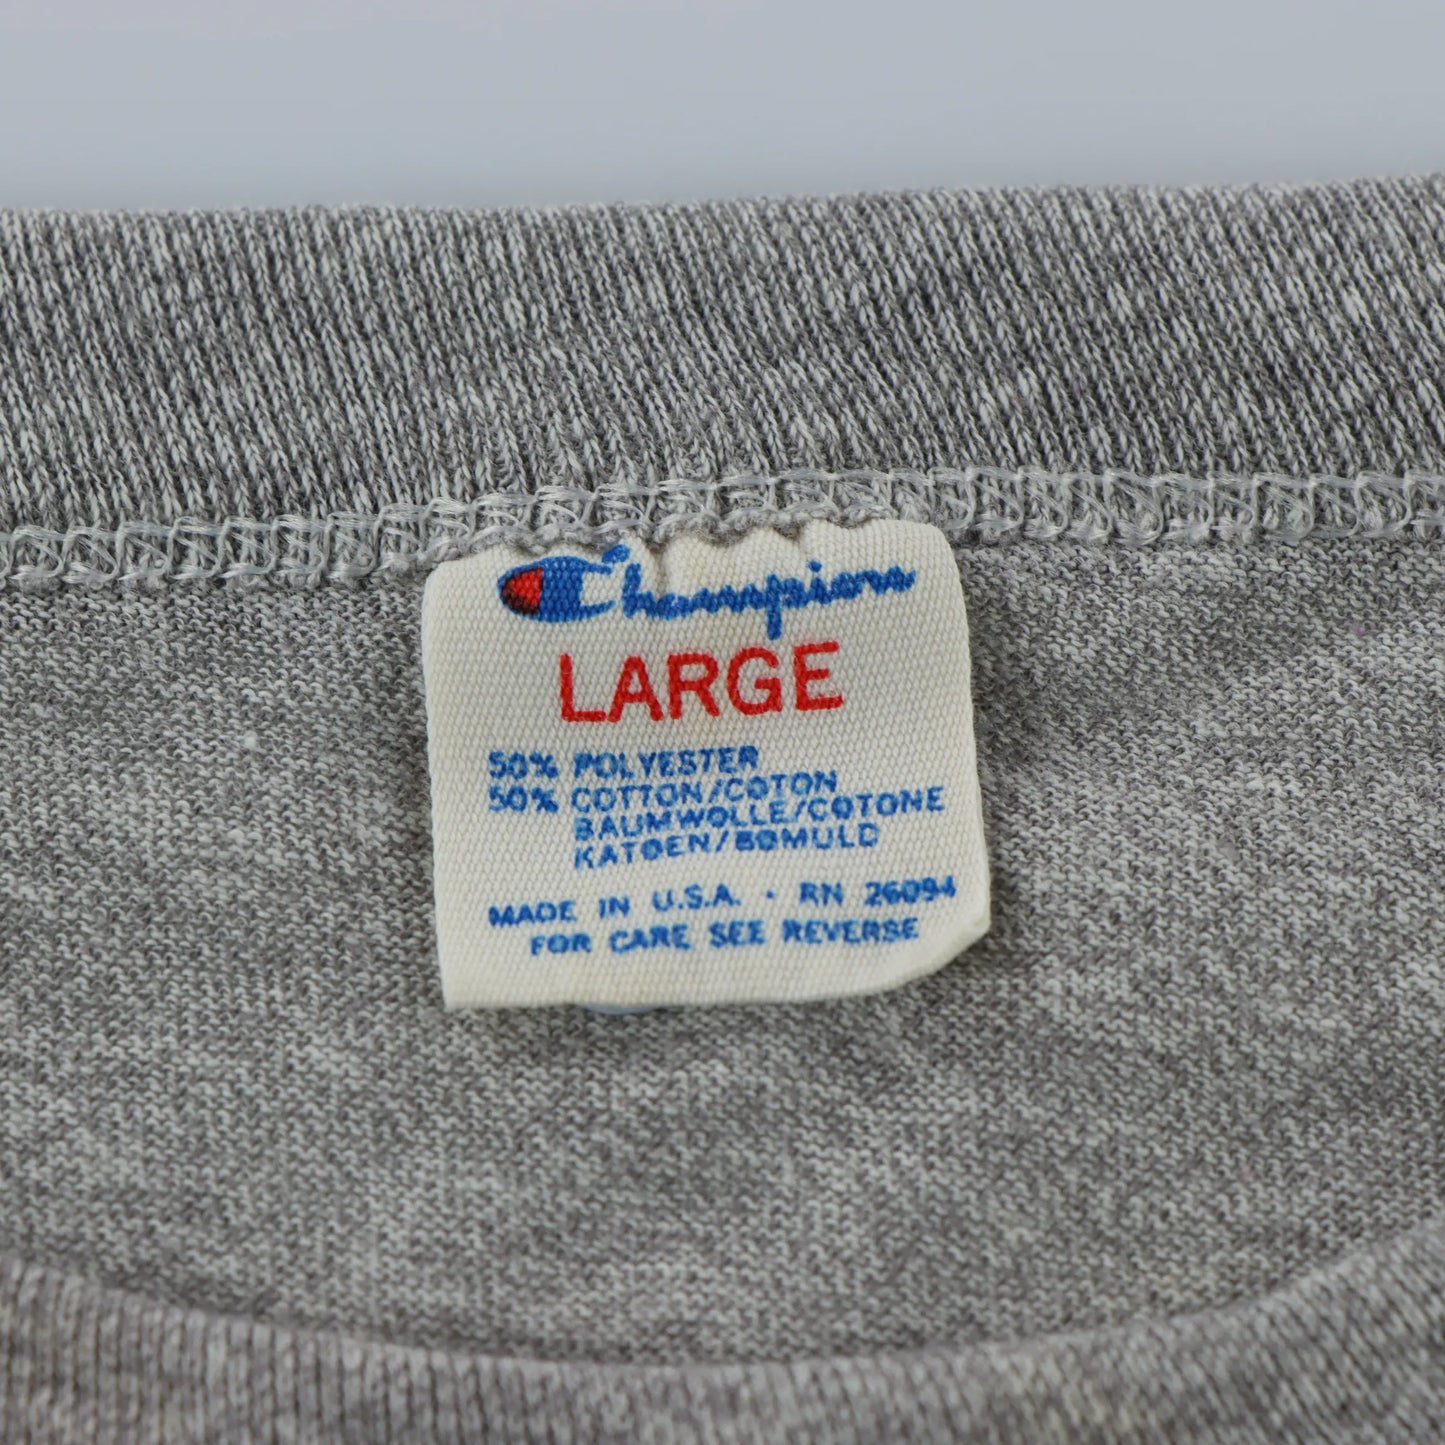 Champion
LARGE
50% POLYESTER
50% COTTON/COTON
BAUMWOLLE/COTONE
KATOEN/BOMULD
MADE IN U.S.A. · RN 26094
FOR CARE SEE REVERSE